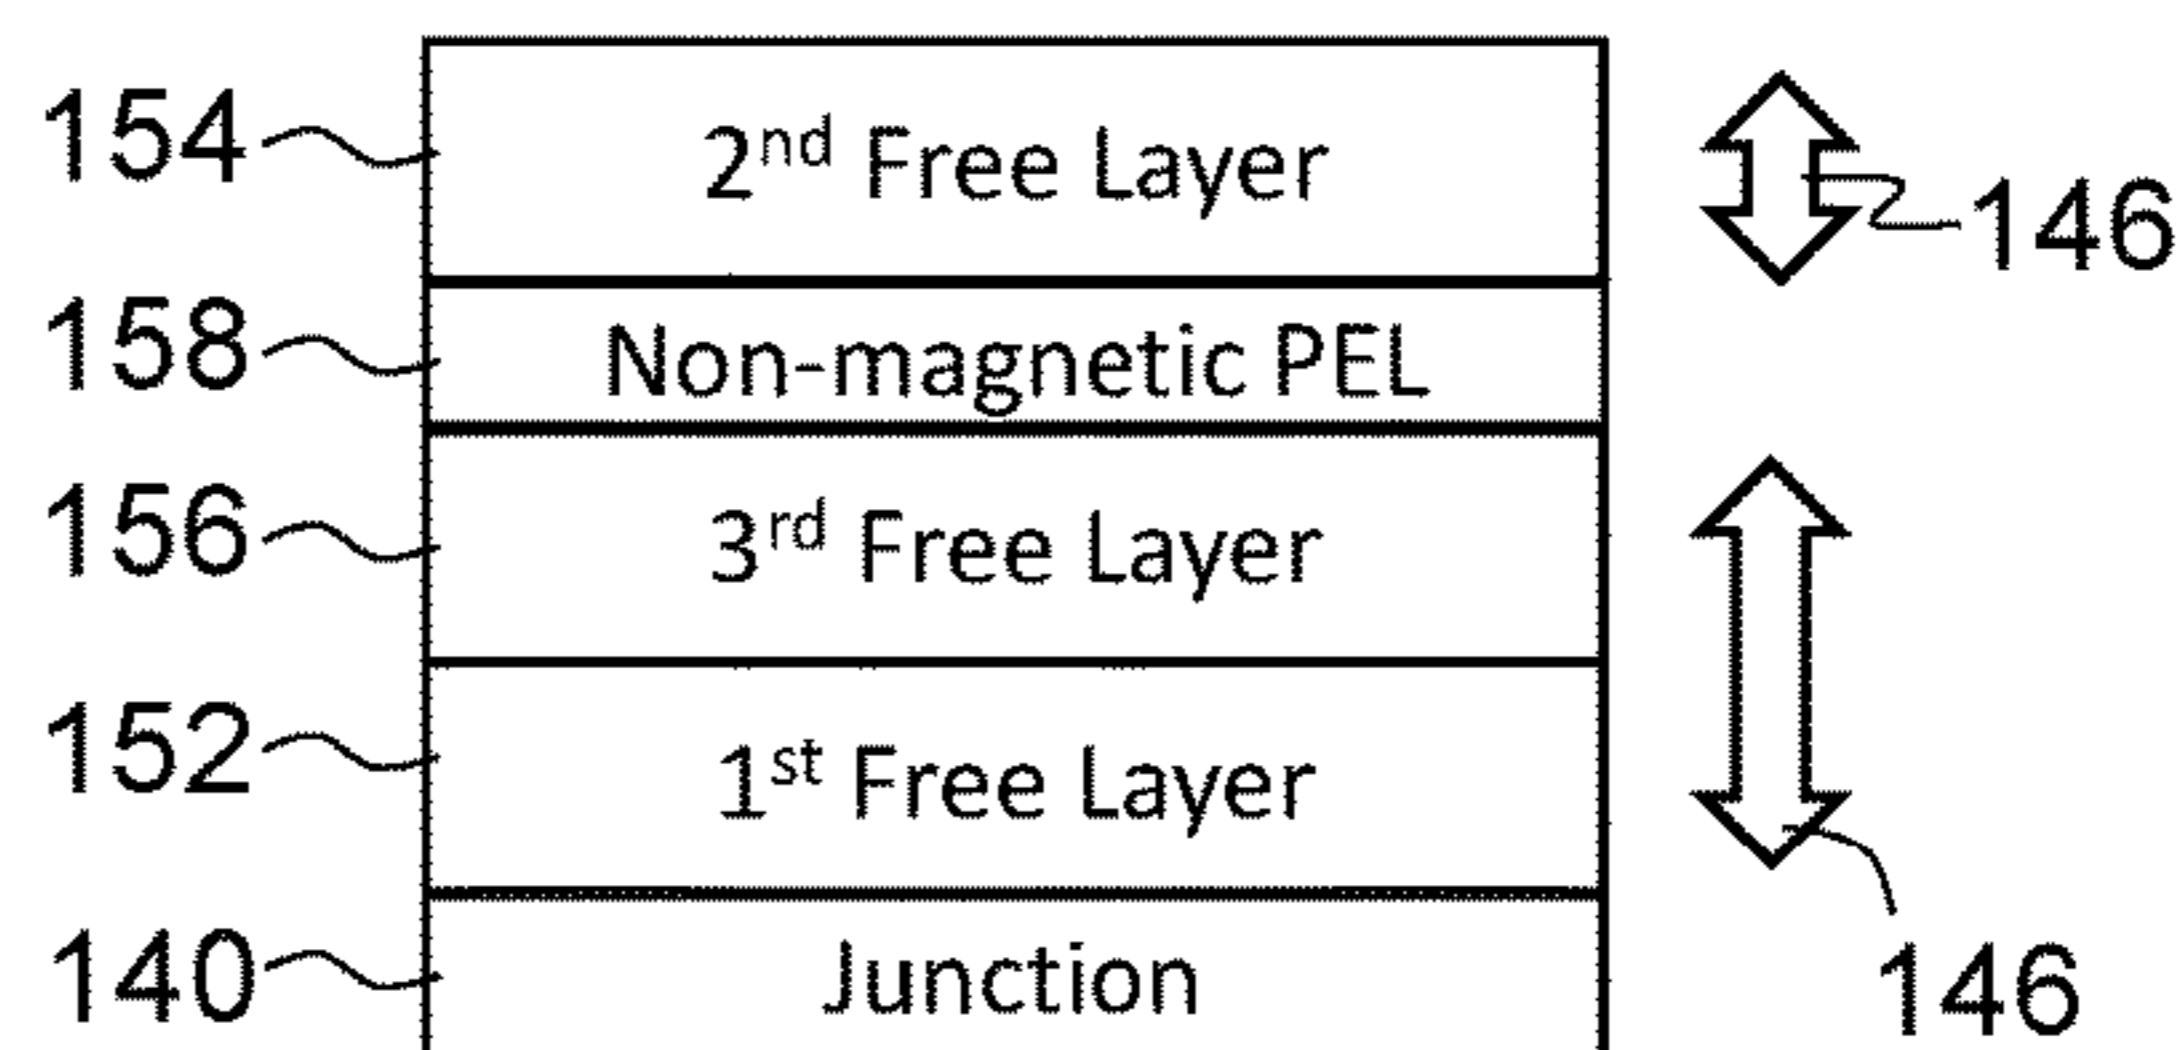 154 2nd Free Layer 146
158 Non-magnetic PEL
156 3rd Free Layer
152 1st Free Layer
140 Junction 146